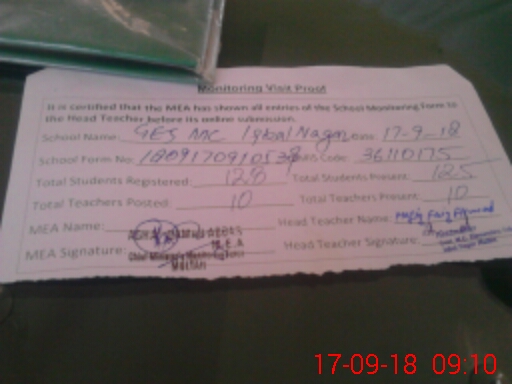 Monitoring Visit Proof
It is certified that the MEA has shown all entries of the School Monitoring Form to
the Head Teacher before its online submission.
School Name: GES MC Iqbal Nagar Date 17-9-18
School Form No: Code 36110175
Total Students Registered: 128 Total Students Present: 125
Total Teachers Posted: 10 Total Teachers Present: 10
MEA Name: Head Teacher Name:
MEA Signature: M.E.A Head Teacher Signature:
17-09-18 09:10